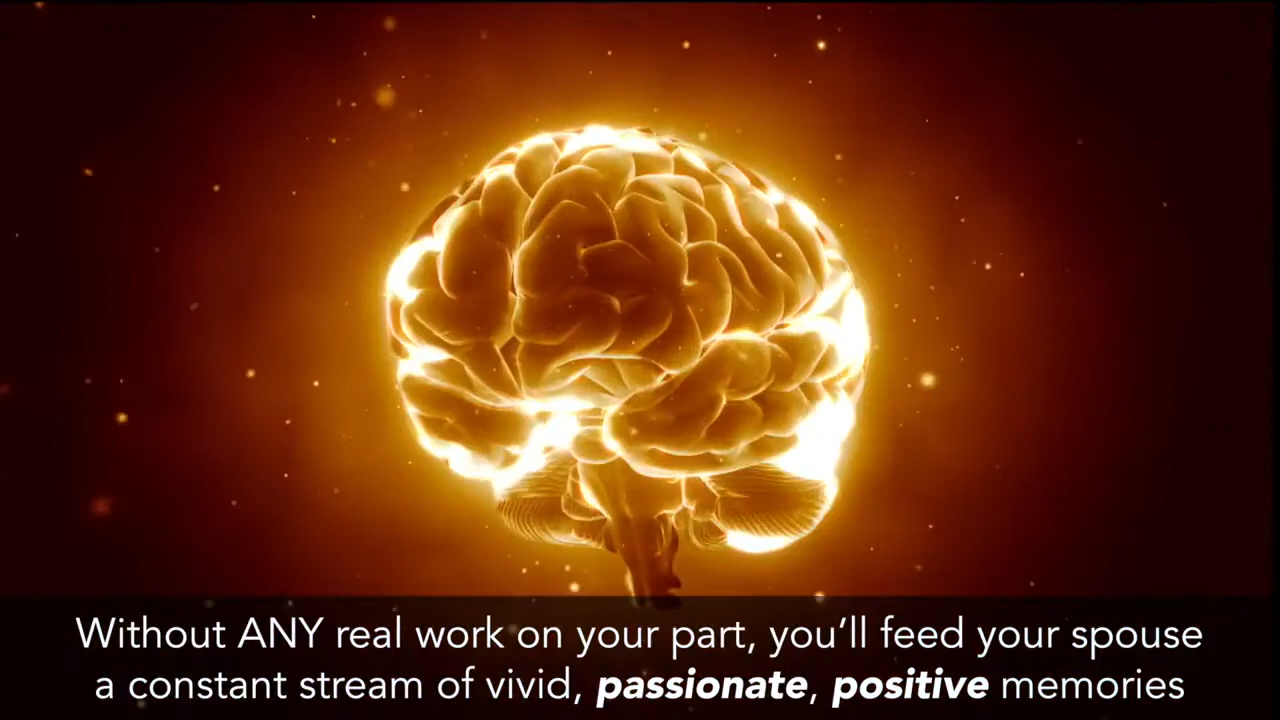 Without ANY real work on your part, you'll feed your spouse
a constant stream of vivid, passionate, positive memories